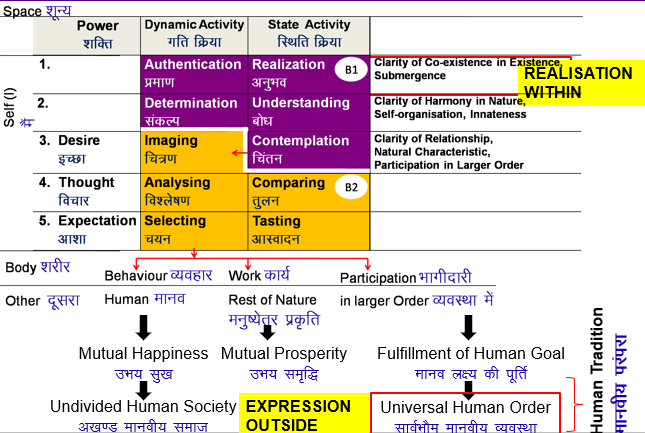 Space शून्य
Power
शक्ति
Dynamic Activity
गति क्रिया
State Activity
स्थिति क्रिया
Self (I)
मैं
1.
Authentication
प्रमाण
Realization
अनुभव
B1
Clarity of Co-existence in Existence,
Submergence
REALISATION
WITHIN
2.
Determination
संकल्प
Understanding
बोध
Clarity of Harmony in Nature,
Self-organisation, Innateness
3. Desire
इच्छा
Imaging
चित्रण
Contemplation
चिंतन
Clarity of Relationship,
Natural Characteristic,
Participation in Larger Order
4. Thought
विचार
Analysing
विश्लेषण
Comparing
तुलन
B2
5. Expectation
आशा
Selecting
चयन
Tasting
आस्वादन
Body शरीर
Behaviour व्यवहार
Work कार्य
Participation भागीदारी
Other दूसरा
Human मानव
Rest of Nature
मनुष्येतर प्रकृति
in larger Order व्यवस्था में
Mutual Happiness
उभय सुख
Mutual Prosperity
उभय समृद्धि
Fulfillment of Human Goal
मानव लक्ष्य की पूर्ति
Undivided Human Society
अखण्ड मानवीय समाज
EXPRESSION
OUTSIDE
Universal Human Order
सार्वभौम मानवीय व्यवस्था
Human Tradition
मानवीय परंपरा